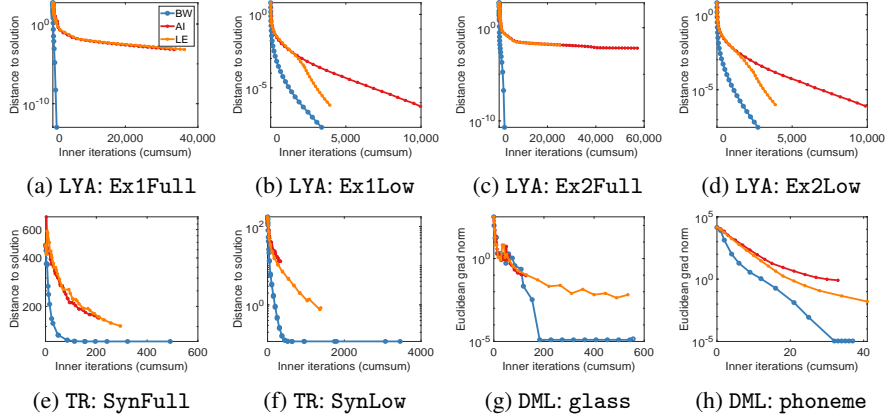 BW
AI
LE
Distance to solution
10^0
10^-10
0 20,000 40,000
Inner iterations (cumsum)
(a) LYA: Ex1Full
Distance to solution
10^0
10^-5
0 5,000 10,000
Inner iterations (cumsum)
(b) LYA: Ex1Low
Distance to solution
10^0
10^-10
0 20,000 40,000 60,000
Inner iterations (cumsum)
(c) LYA: Ex2Full
Distance to solution
10^0
10^-5
0 5,000 10,000
Inner iterations (cumsum)
(d) LYA: Ex2Low
Distance to solution
600
400
200
0 200 400 600
Inner iterations (cumsum)
(e) TR: SynFull
Distance to solution
10^2
10^0
0 2000 4000
Inner iterations (cumsum)
(f) TR: SynLow
Euclidean grad norm
10^0
10^-5
0 200 400 600
Inner iterations (cumsum)
(g) DML: glass
Euclidean grad norm
10^5
10^0
10^-5
0 20 40
Inner iterations (cumsum)
(h) DML: phoneme